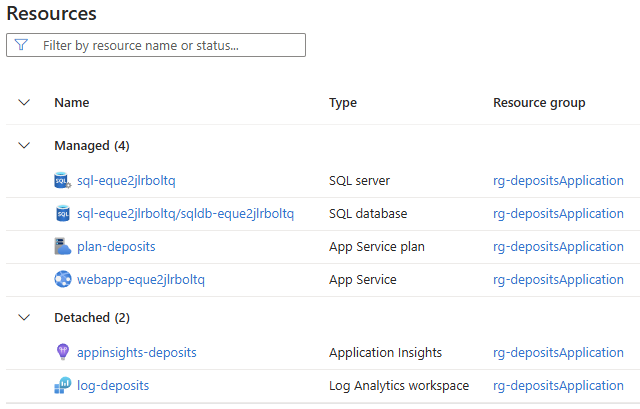 Resources
Filter by resource name or status...
Name Type Resource group
Managed (4)
sql-eque2jlrboltq SQL server rg-depositsApplication
sql-eque2jlrboltq/sqldb-eque2jlrboltq SQL database rg-depositsApplication
plan-deposits App Service plan rg-depositsApplication
webapp-eque2jlrboltq App Service rg-depositsApplication
Detached (2)
appinsights-deposits Application Insights rg-depositsApplication
log-deposits Log Analytics workspace rg-depositsApplication